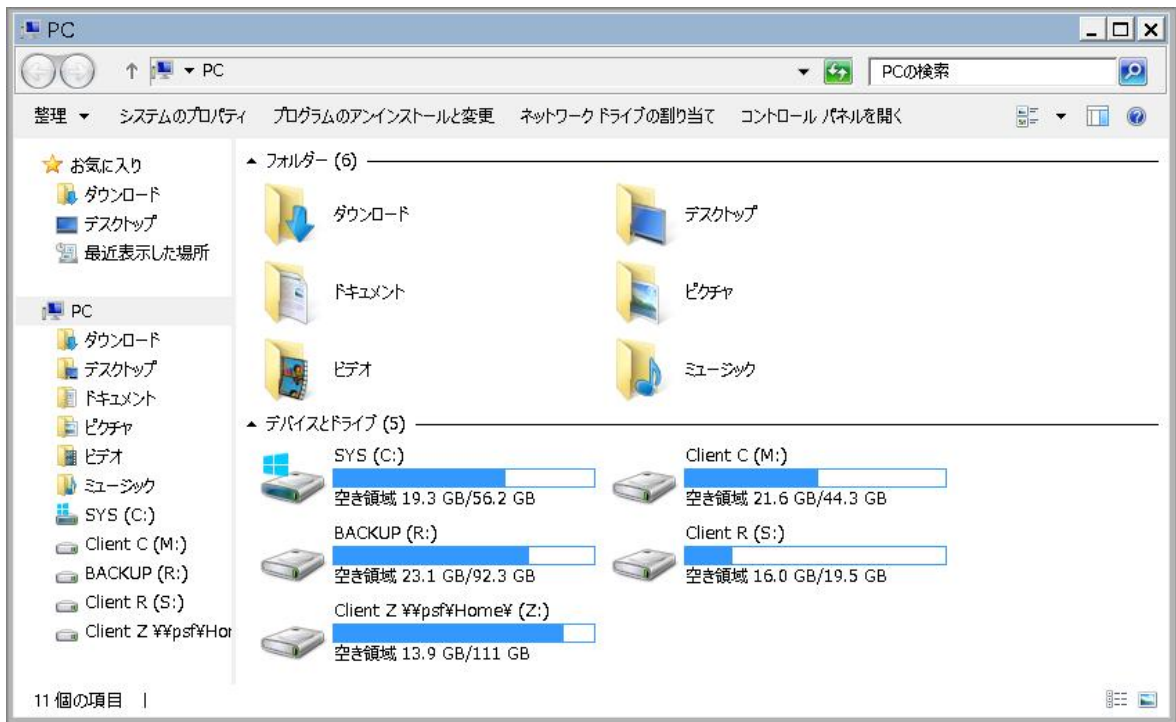 PC
PC
PCの検索
整理 システムのプロパティ プログラムのアンインストールと変更 ネットワーク ドライブの割り当て コントロール パネルを開く
お気に入り
ダウンロード
デスクトップ
最近表示した場所
PC
ダウンロード
デスクトップ
ドキュメント
ピクチャ
ビデオ
ミュージック
SYS (C:)
Client C (M:)
BACKUP (R:)
Client R (S:)
Client Z ¥¥psf¥Hor
フォルダー (6)
ダウンロード
デスクトップ
ドキュメント
ピクチャ
ビデオ
ミュージック
デバイスとドライブ (5)
SYS (C:)
空き領域 19.3 GB/56.2 GB
Client C (M:)
空き領域 21.6 GB/44.3 GB
BACKUP (R:)
空き領域 23.1 GB/92.3 GB
Client R (S:)
空き領域 16.0 GB/19.5 GB
Client Z ¥¥psf¥Home¥ (Z:)
空き領域 13.9 GB/111 GB
11 個の項目